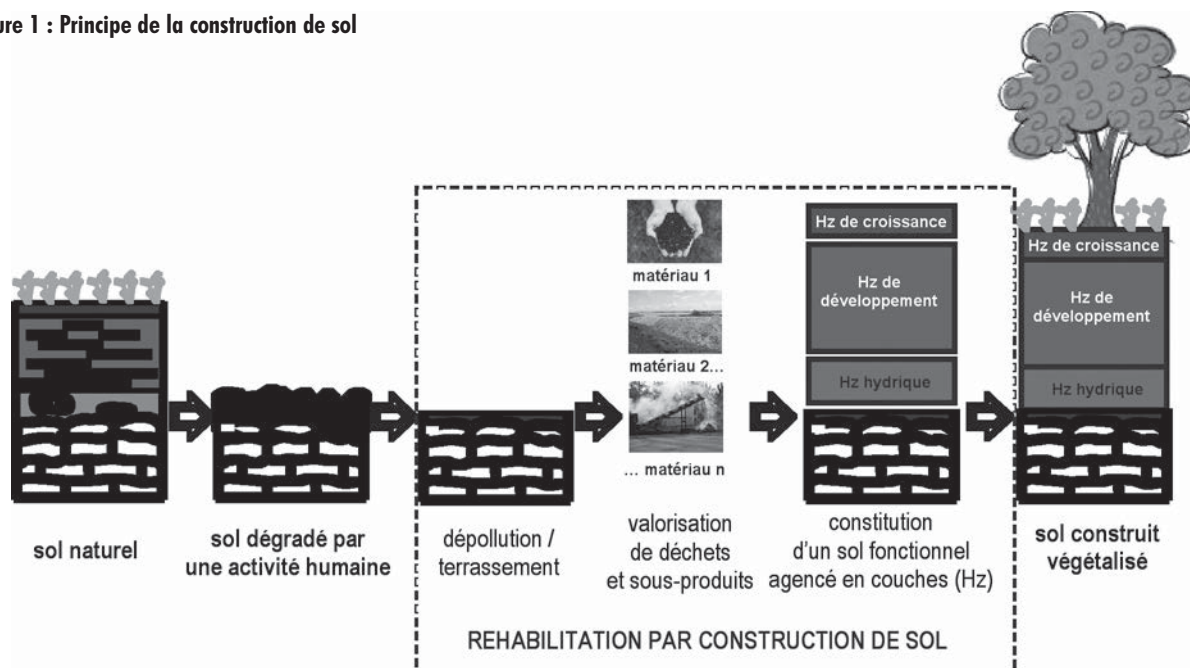 ure 1 : Principe de la construction de sol
sol naturel
sol dégradé par
une activité humaine
dépollution /
terrassement
matériau 1
matériau 2...
... matériau n
valorisation
de déchets
et sous-produits
Hz de croissance
Hz de
développement
Hz hydrique
constitution
d'un sol fonctionnel
agencé en couches (Hz)
Hz de croissance
Hz de
développement
Hz hydrique
sol construit
végétalisé
REHABILITATION PAR CONSTRUCTION DE SOL